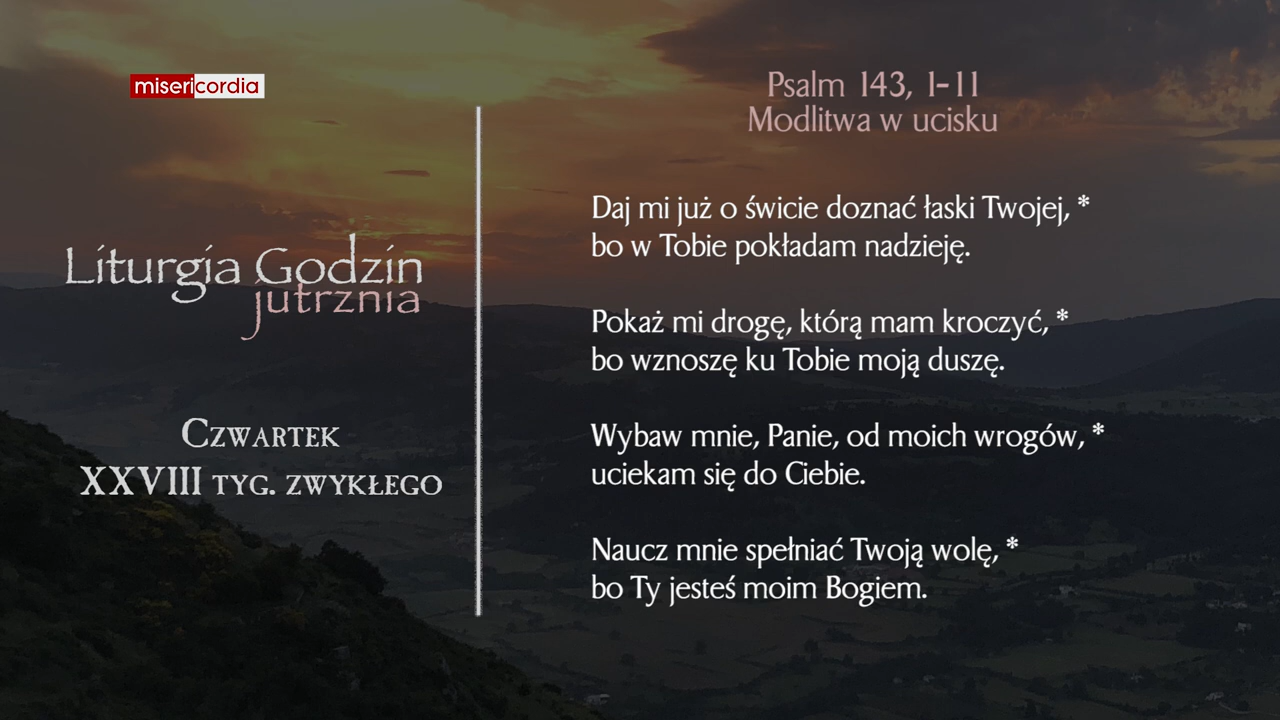 misericordia
Liturgia Godzin
jutrznia
Czwartek
XXVIII tyg. zwykłego
Psalm 143, 1-11
Modlitwa w ucisku
Daj mi już o świcie doznać łaski Twojej, *
bo w Tobie pokładam nadzieję.
Pokaż mi drogę, którą mam kroczyć, *
bo wznoszę ku Tobie moją duszę.
Wybaw mnie, Panie, od moich wrogów, *
uciekam się do Ciebie.
Naucz mnie spełniać Twoją wolę, *
bo Ty jesteś moim Bogiem.